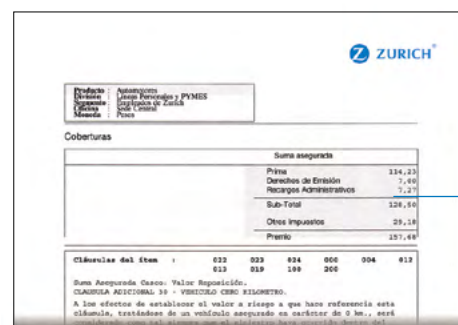 ZURICH
Producto : Automotores
División : Líneas Personales y PYMES
Segmento : Empleados de Zurich
Oficina : Sede Central
Moneda : Pesos
Coberturas
Suma asegurada
Prima 114,23
Derechos de Emisión 7,00
Recargos Administrativos 7,27
Sub-Total 128,50
Otros Impuestos 29,18
Premio 157,68
Cláusulas del ítem : 022 023 024 000 004 012
013 019 100 200
Suma Asegurada Casco: Valor Reposición.
CLAUSULA ADICIONAL 30 - VEHICULO CERO KILOMETRO.
A los efectos de establecer el valor a riesgo a que hace referencia esta
cláusula, tratándose de un vehículo asegurado en carácter de 0 km., será